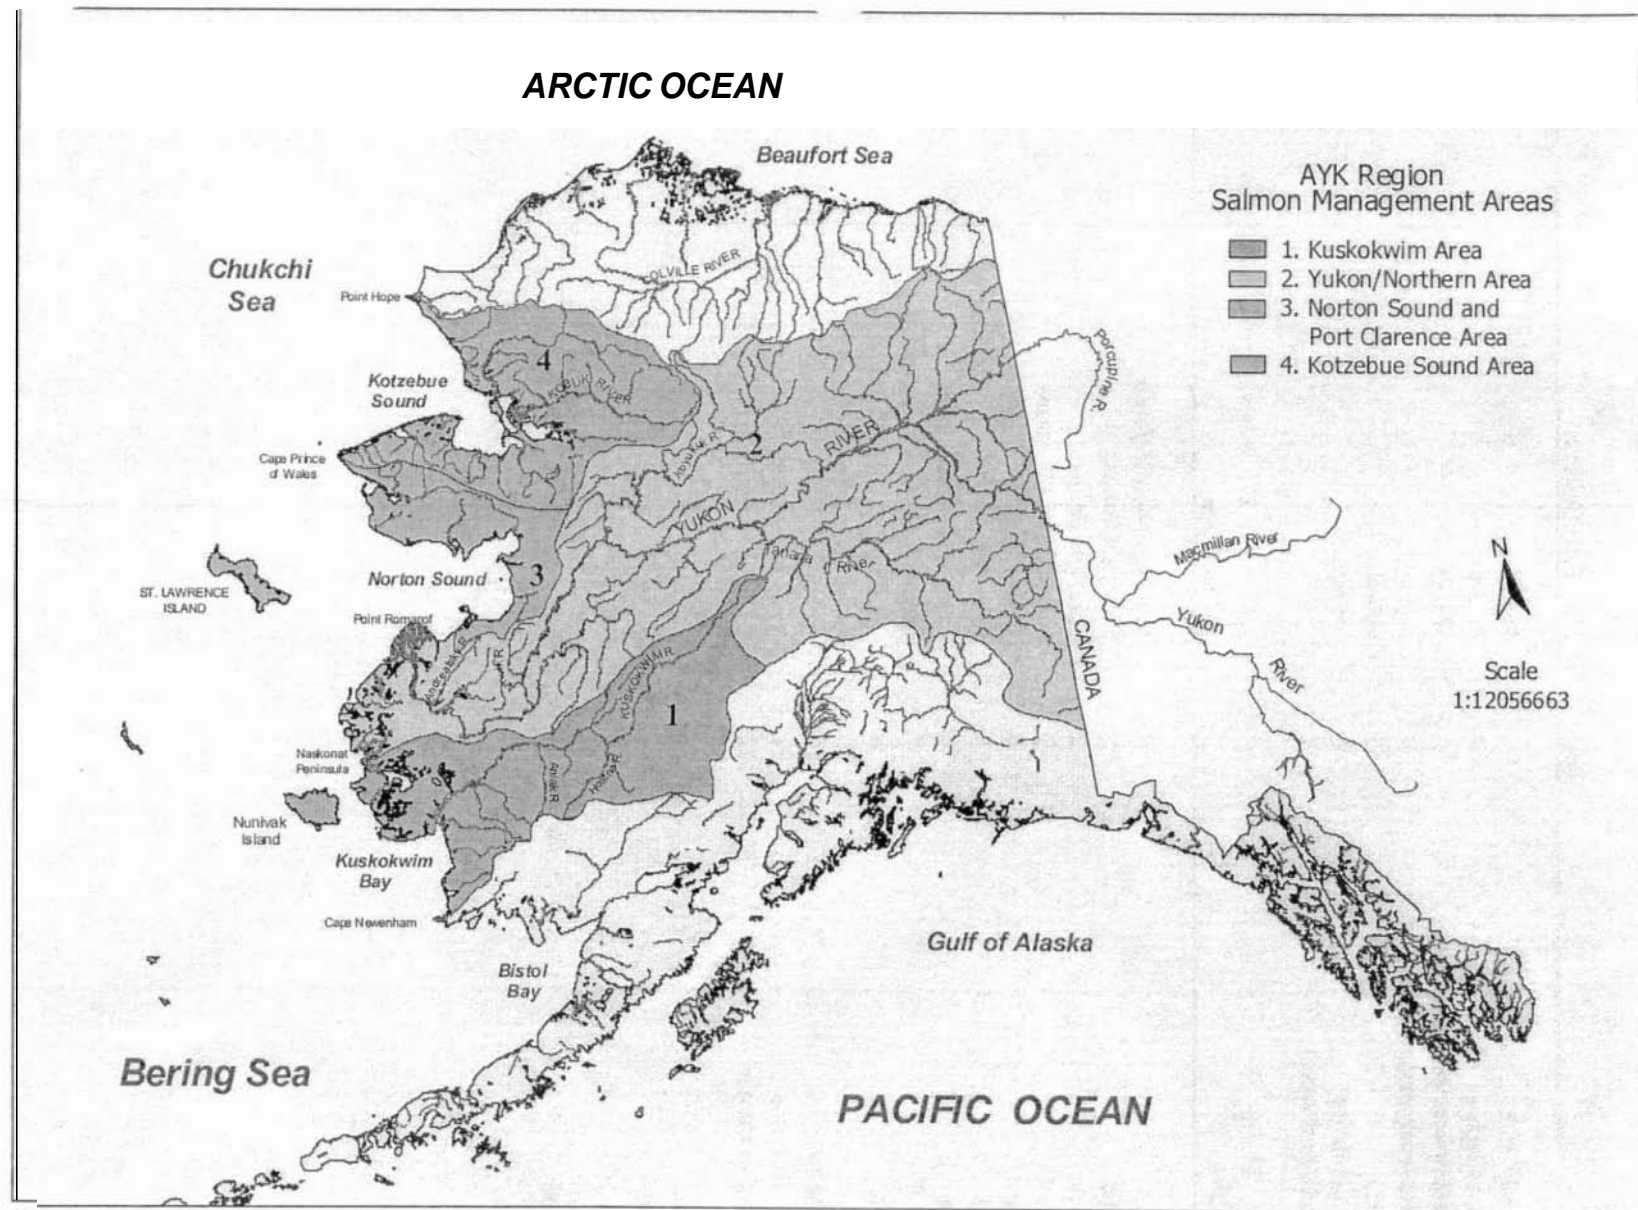 ARCTIC OCEAN
Beaufort Sea
AYK Region
Salmon Management Areas
1. Kuskokwim Area
2. Yukon/Northern Area
3. Norton Sound and
Port Clarence Area
4. Kotzebue Sound Area
Chukchi
Sea
COLVILLE RIVER
Point Hope
Porcupine R.
4
Kotzebue
Sound
KOBUK RIVER
2
RIVER
Koyukuk R.
Cape Prince
of Wales
YUKON
Tanana River
Macmillan River
N
Norton Sound
3
ST. LAWRENCE
ISLAND
Point Romanof
Andreafsky R.
Yukon
River
CANADA
KUSKOKWIM R.
1
Scale
1:12056663
Naskonat
Peninsula
Aniak R.
Nunivak
Island
Kuskokwim
Bay
Cape Newenham
Gulf of Alaska
Bistol
Bay
Bering Sea
PACIFIC OCEAN